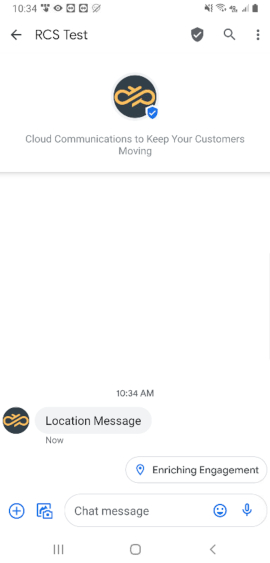 10:34
RCS Test
Cloud Communications to Keep Your Customers
Moving
10:34 AM
Location Message
Now
Enriching Engagement
Chat message